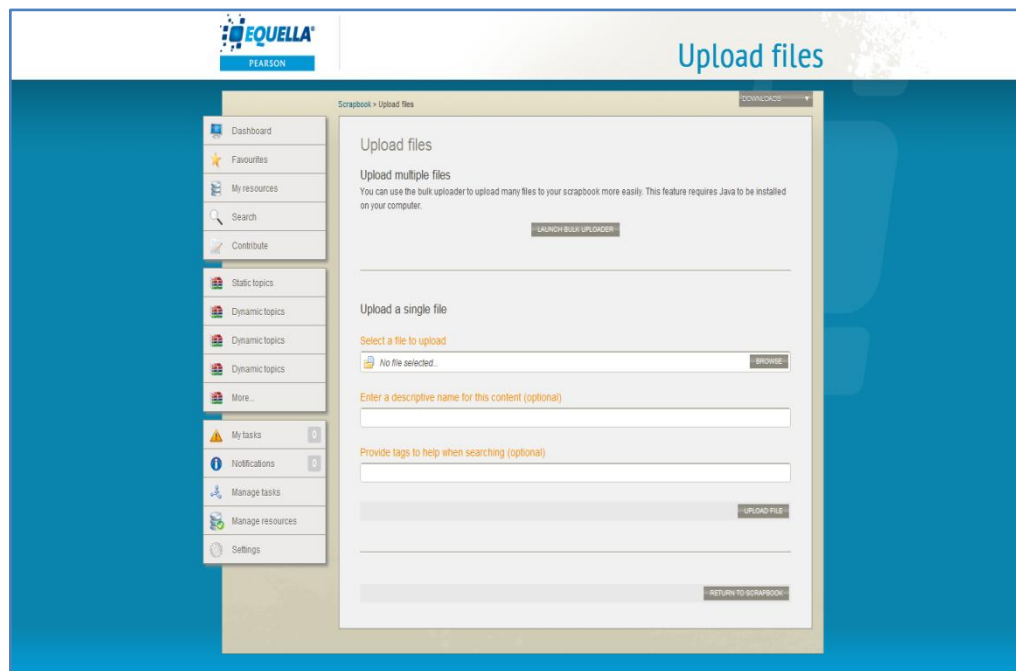 EQUELLA
PEARSON
Upload files
DOWNLOADS
Scrapbook » Upload files
Dashboard
Favourites
My resources
Search
Contribute
Static topics
Dynamic topics
Dynamic topics
Dynamic topics
More...
My tasks 0
Notifications 0
Manage tasks
Manage resources
Settings
Upload files
Upload multiple files
You can use the bulk uploader to upload many files to your scrapbook more easily. This feature requires Java to be installed
on your computer.
LAUNCH BULK UPLOADER
Upload a single file
Select a file to upload
No file selected...
BROWSE
Enter a descriptive name for this content (optional)
Provide tags to help when searching (optional)
UPLOAD FILE
RETURN TO SCRAPBOOK